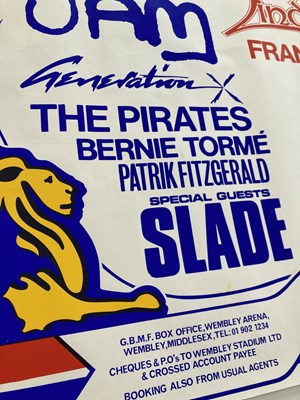 JAM
Lind
FRAN
Generation X
THE PIRATES
BERNIE TORMÉ
PATRIK FITZGERALD
SPECIAL GUESTS
SLADE
G.B.M.F. BOX OFFICE, WEMBLEY ARENA,
WEMBLEY, MIDDLESEX, TEL: 01 902 1234
CHEQUES & P.O's TO WEMBLEY STADIUM LTD
& CROSSED ACCOUNT PAYEE
BOOKING ALSO FROM USUAL AGENTS